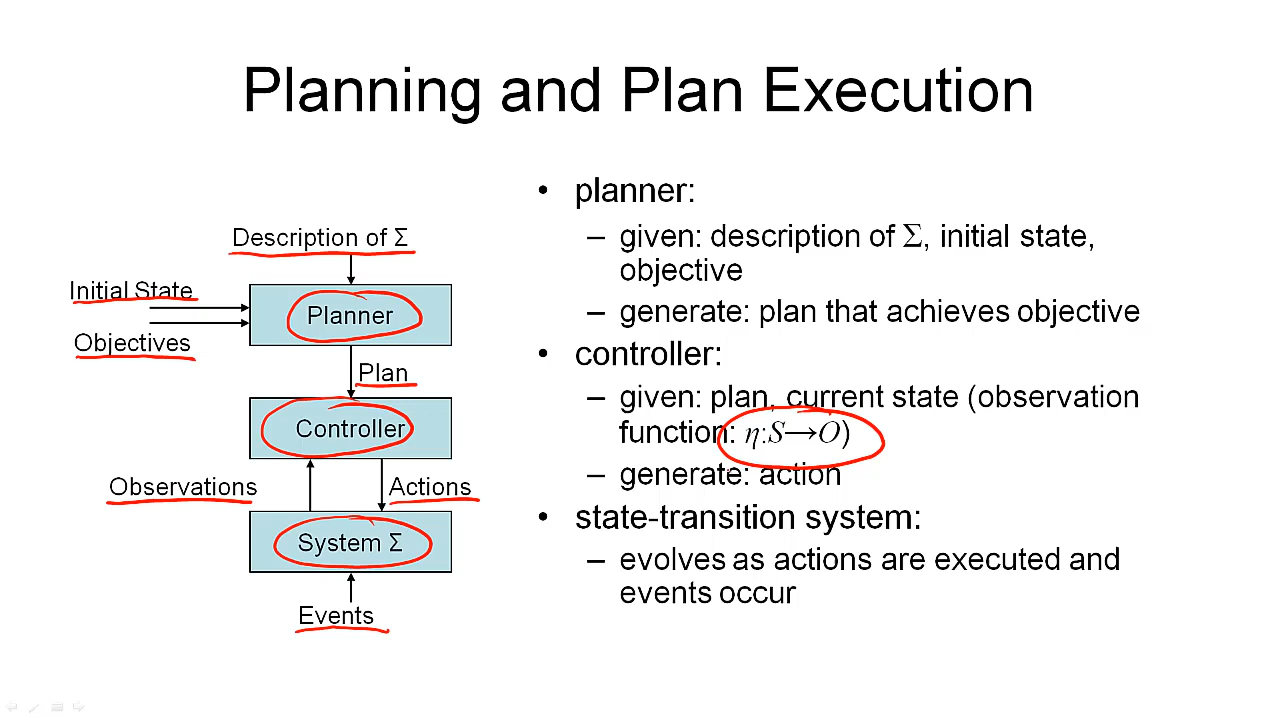 Planning and Plan Execution
Description of Σ
Initial State
Objectives
Planner
Plan
Controller
Observations
Actions
System Σ
Events
• planner:
– given: description of Σ, initial state,
objective
– generate: plan that achieves objective
• controller:
– given: plan, current state (observation
function: η:S→O)
– generate: action
• state-transition system:
– evolves as actions are executed and
events occur